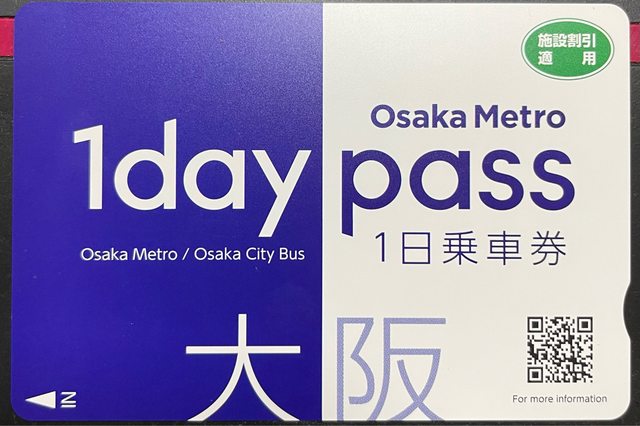 施設割引
適　用
Osaka Metro
1day pass
Osaka Metro / Osaka City Bus
1日乗車券
大阪
IN
For more information